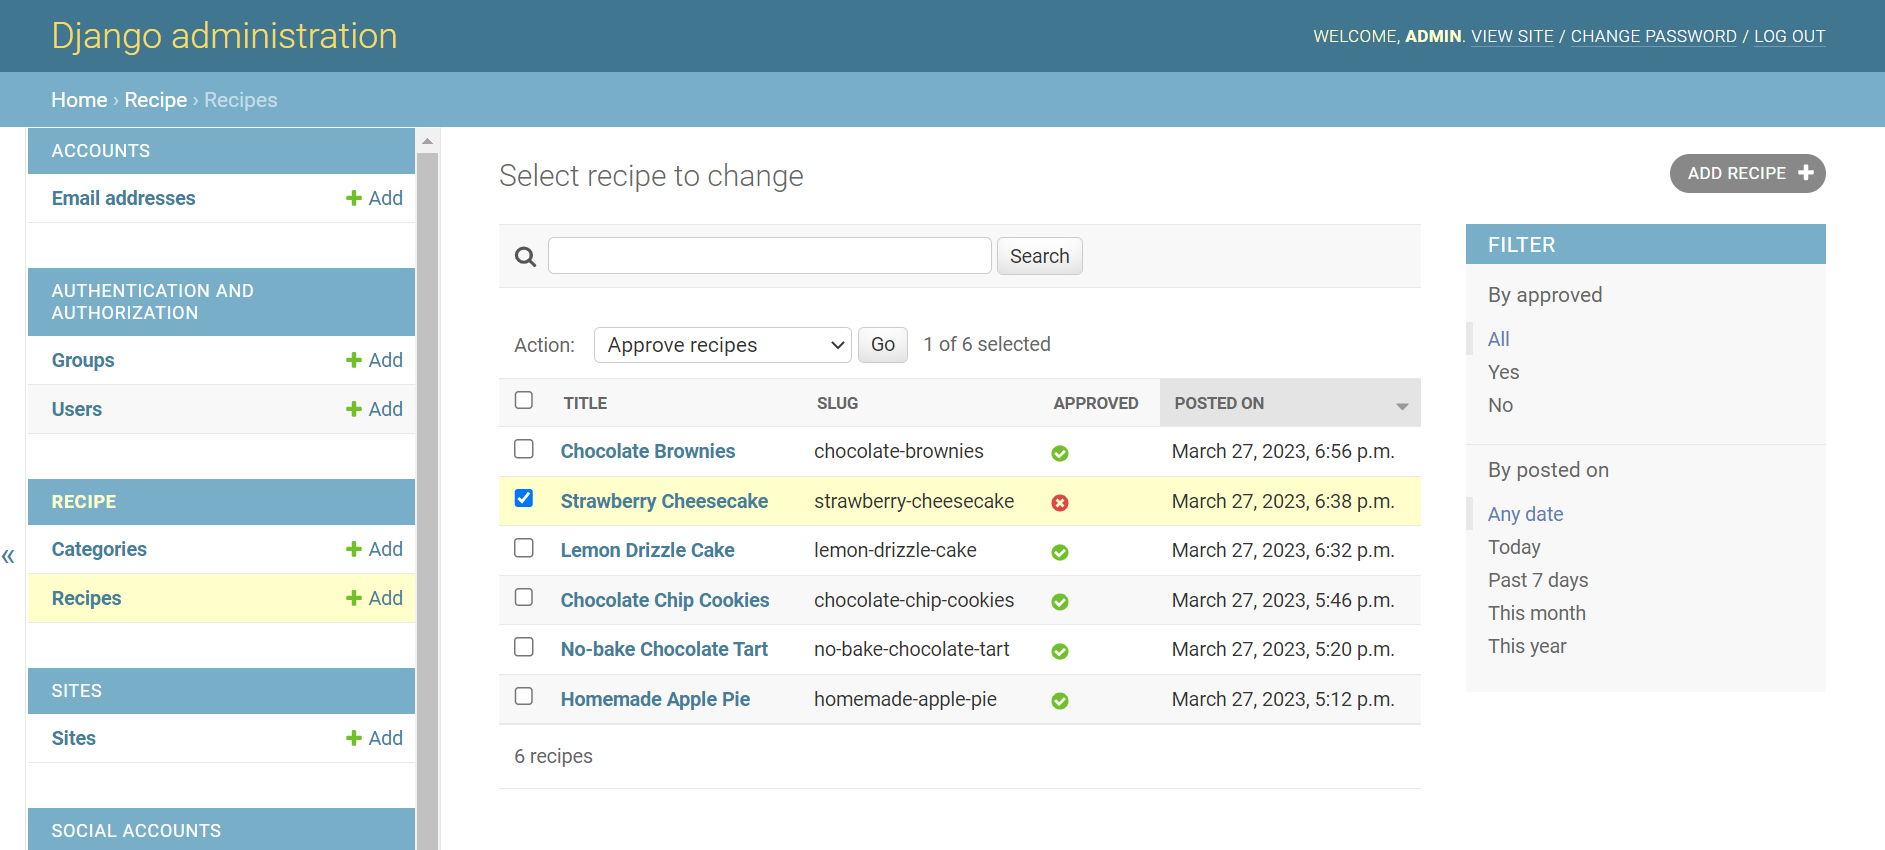 Django administration
WELCOME, ADMIN. VIEW SITE / CHANGE PASSWORD / LOG OUT
Home › Recipe › Recipes
ACCOUNTS
Email addresses
Add
AUTHENTICATION AND
AUTHORIZATION
Groups
Add
Users
Add
RECIPE
Categories
Add
Recipes
Add
SITES
Sites
Add
SOCIAL ACCOUNTS
«
Select recipe to change
ADD RECIPE
Search
Action: Approve recipes Go 1 of 6 selected
TITLE SLUG APPROVED POSTED ON
Chocolate Brownies chocolate-brownies March 27, 2023, 6:56 p.m.
Strawberry Cheesecake strawberry-cheesecake March 27, 2023, 6:38 p.m.
Lemon Drizzle Cake lemon-drizzle-cake March 27, 2023, 6:32 p.m.
Chocolate Chip Cookies chocolate-chip-cookies March 27, 2023, 5:46 p.m.
No-bake Chocolate Tart no-bake-chocolate-tart March 27, 2023, 5:20 p.m.
Homemade Apple Pie homemade-apple-pie March 27, 2023, 5:12 p.m.
6 recipes
FILTER
By approved
All
Yes
No
By posted on
Any date
Today
Past 7 days
This month
This year